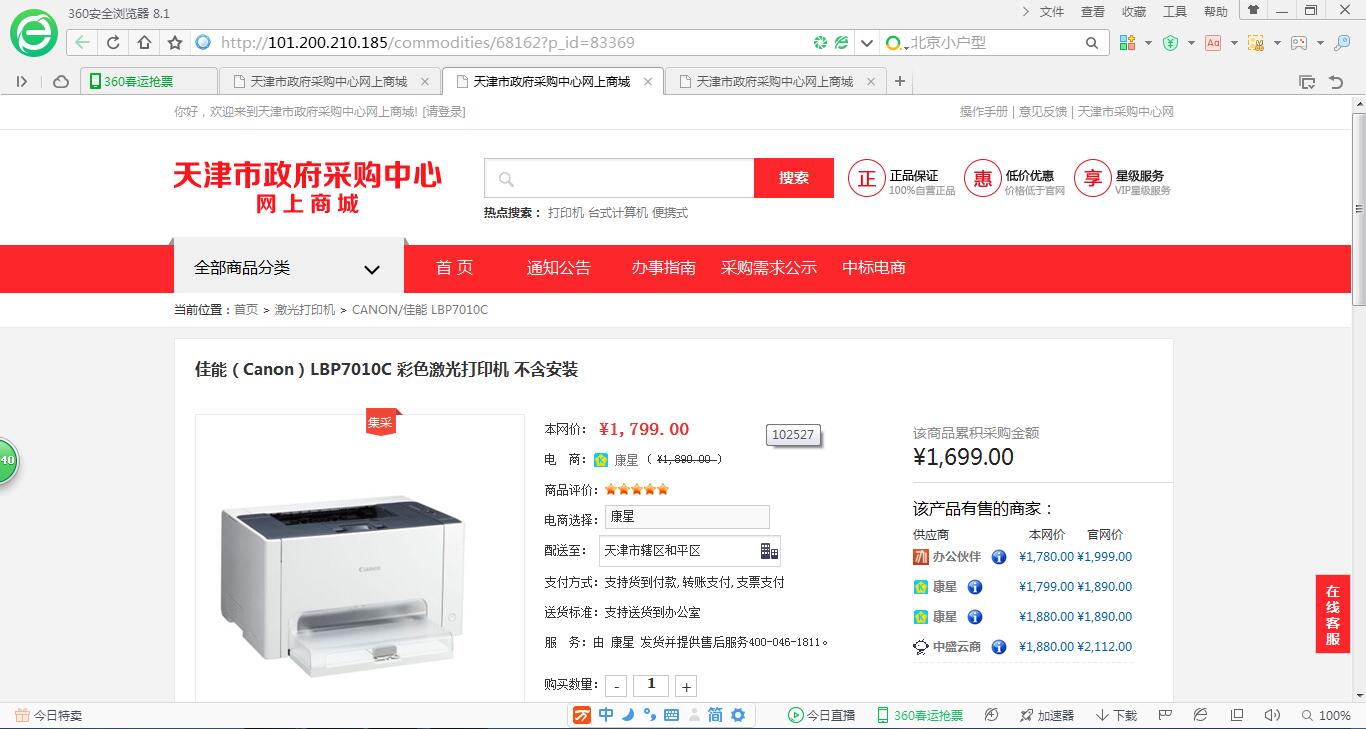 360安全浏览器 8.1
文件 查看 收藏 工具 帮助
http://101.200.210.185/commodities/68162?p_id=83369
北京小户型
360春运抢票
天津市政府采购中心网上商城
天津市政府采购中心网上商城
天津市政府采购中心网上商城
你好，欢迎来到天津市政府采购中心网上商城! [请登录]
操作手册 | 意见反馈 | 天津市采购中心网
天津市政府采购中心
网上商城
搜索
热点搜索： 打印机 台式计算机 便携式
正 正品保证
100%自营正品
惠 低价优惠
价格低于官网
享 星级服务
VIP星级服务
全部商品分类
首 页 通知公告 办事指南 采购需求公示 中标电商
当前位置：首页 > 激光打印机 > CANON/佳能 LBP7010C
佳能（Canon）LBP7010C 彩色激光打印机 不含安装
集采
Canon
本网价： ¥1,799.00
102527
电 商： 康星 （ ¥1,890.00 ）
商品评价：
电商选择： 康星
配送至： 天津市辖区和平区
支付方式：支持货到付款,转账支付,支票支付
送货标准：支持送货到办公室
服 务：由 康星 发货并提供售后服务400-046-1811。
购买数量： - 1 +
该商品累积采购金额
¥1,699.00
该产品有售的商家：
供应商 本网价 官网价
办公伙伴 ¥1,780.00 ¥1,999.00
康星 ¥1,799.00 ¥1,890.00
康星 ¥1,880.00 ¥1,890.00
中盛云商 ¥1,880.00 ¥2,112.00
在线客服
40
今日特卖
中 简
今日直播 360春运抢票 加速器 下载 100%